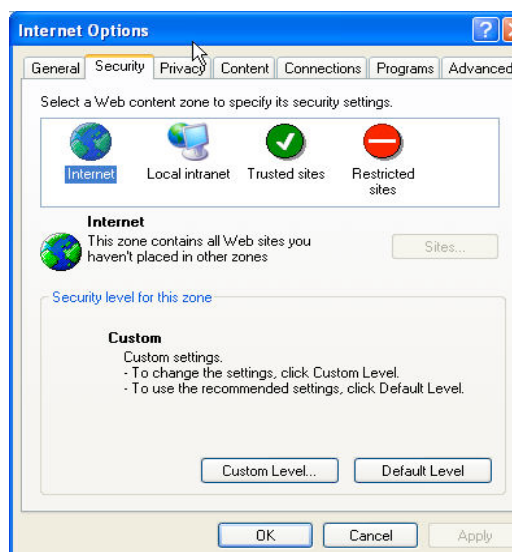 Internet Options
General Security Privacy Content Connections Programs Advanced
Select a Web content zone to specify its security settings.
Internet Local intranet Trusted sites Restricted
sites
Internet
This zone contains all Web sites you
haven't placed in other zones
Sites...
Security level for this zone
Custom
Custom settings.
- To change the settings, click Custom Level.
- To use the recommended settings, click Default Level.
Custom Level... Default Level
OK Cancel Apply